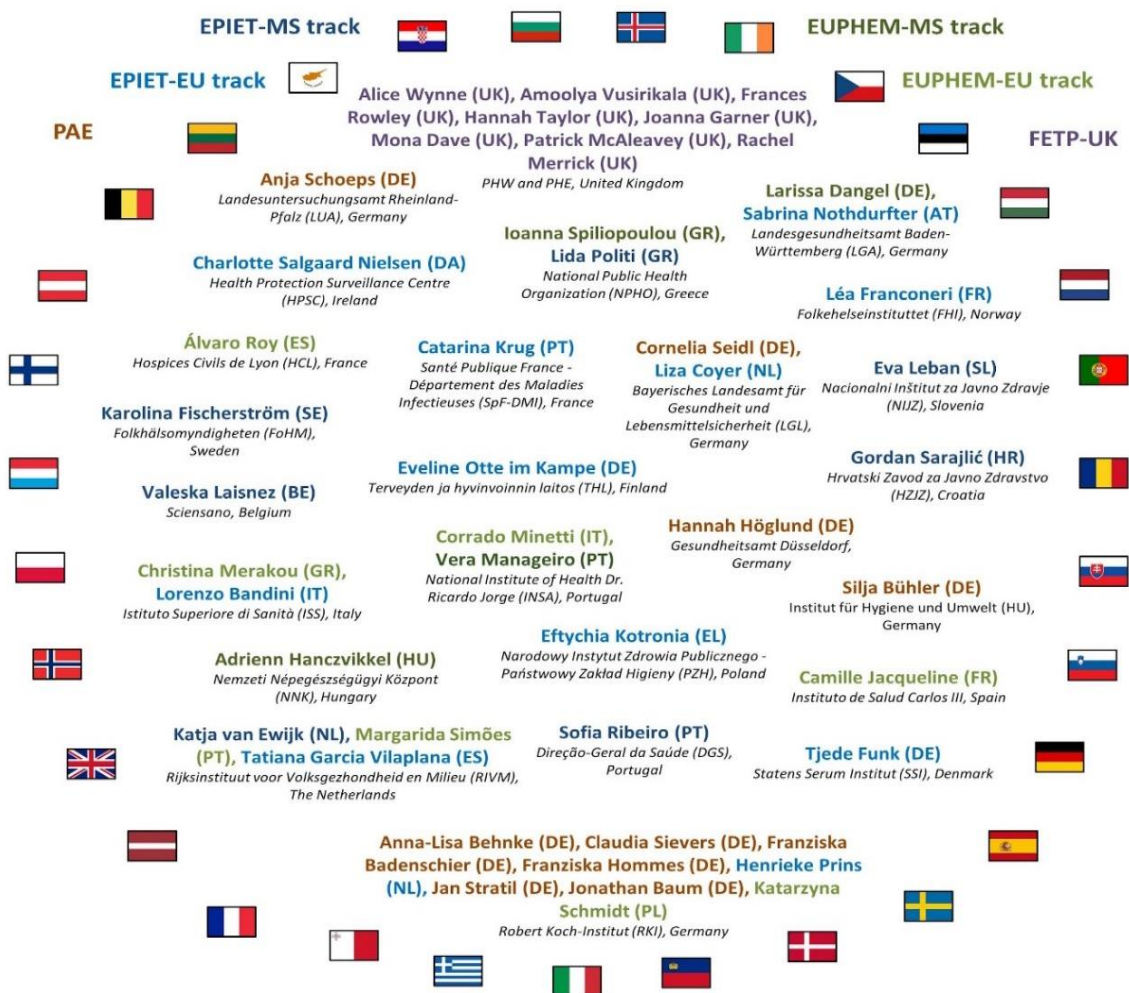 EPIET-MS track
EUPHEM-MS track
EPIET-EU track
EUPHEM-EU track
PAE
FETP-UK
Alice Wynne (UK), Amoolya Vusirikala (UK), Frances
Rowley (UK), Hannah Taylor (UK), Joanna Garner (UK),
Mona Dave (UK), Patrick McAleavey (UK), Rachel
Merrick (UK)
PHW and PHE, United Kingdom
Anja Schoeps (DE)
Landesuntersuchungsamt Rheinland-
Pfalz (LUA), Germany
Larissa Dangel (DE),
Sabrina Nothdurfter (AT)
Landesgesundheitsamt Baden-
Württemberg (LGA), Germany
Ioanna Spiliopoulou (GR),
Lida Politi (GR)
National Public Health
Organization (NPHO), Greece
Charlotte Salgaard Nielsen (DA)
Health Protection Surveillance Centre
(HPSC), Ireland
Léa Franconeri (FR)
Folkehelseinstituttet (FHI), Norway
Álvaro Roy (ES)
Hospices Civils de Lyon (HCL), France
Catarina Krug (PT)
Santé Publique France -
Département des Maladies
Infectieuses (SpF-DMI), France
Cornelia Seidl (DE),
Liza Coyer (NL)
Bayerisches Landesamt für
Gesundheit und
Lebensmittelsicherheit (LGL),
Germany
Eva Leban (SL)
Nacionalni Inštitut za Javno Zdravje
(NIJZ), Slovenia
Karolina Fischerström (SE)
Folkhälsomyndigheten (FoHM),
Sweden
Eveline Otte im Kampe (DE)
Terveyden ja hyvinvoinnin laitos (THL), Finland
Gordan Sarajlić (HR)
Hrvatski Zavod za Javno Zdravstvo
(HZJZ), Croatia
Valeska Laisnez (BE)
Sciensano, Belgium
Corrado Minetti (IT),
Vera Manageiro (PT)
National Institute of Health Dr.
Ricardo Jorge (INSA), Portugal
Hannah Höglund (DE)
Gesundheitsamt Düsseldorf,
Germany
Christina Merakou (GR),
Lorenzo Bandini (IT)
Istituto Superiore di Sanità (ISS), Italy
Silja Bühler (DE)
Institut für Hygiene und Umwelt (HU),
Germany
Eftychia Kotronia (EL)
Narodowy Instytut Zdrowia Publicznego -
Państwowy Zakład Higieny (PZH), Poland
Adrienn Hanczvikkel (HU)
Nemzeti Népegészségügyi Központ
(NNK), Hungary
Camille Jacqueline (FR)
Instituto de Salud Carlos III, Spain
Katja van Ewijk (NL), Margarida Simões
(PT), Tatiana Garcia Vilaplana (ES)
Rijksinstituut voor Volksgezhondheid en Milieu (RIVM),
The Netherlands
Sofia Ribeiro (PT)
Direção-Geral da Saúde (DGS),
Portugal
Tjede Funk (DE)
Statens Serum Institut (SSI), Denmark
Anna-Lisa Behnke (DE), Claudia Sievers (DE), Franziska
Badenschier (DE), Franziska Hommes (DE), Henrieke Prins
(NL), Jan Stratil (DE), Jonathan Baum (DE), Katarzyna
Schmidt (PL)
Robert Koch-Institut (RKI), Germany